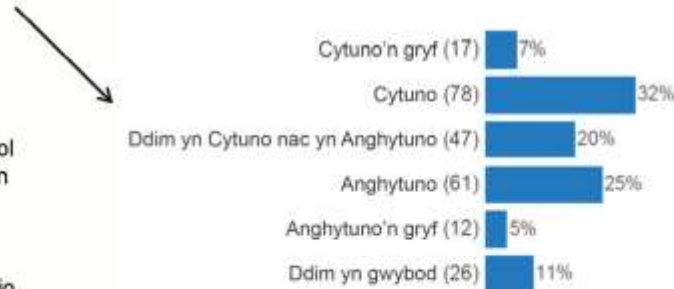 Cytuno'n gryf (17) 7%
Cytuno (78) 32%
Ddim yn Cytuno nac yn Anghytuno (47) 20%
Anghytuno (61) 25%
Anghytuno'n gryf (12) 5%
Ddim yn gwybod (26) 11%